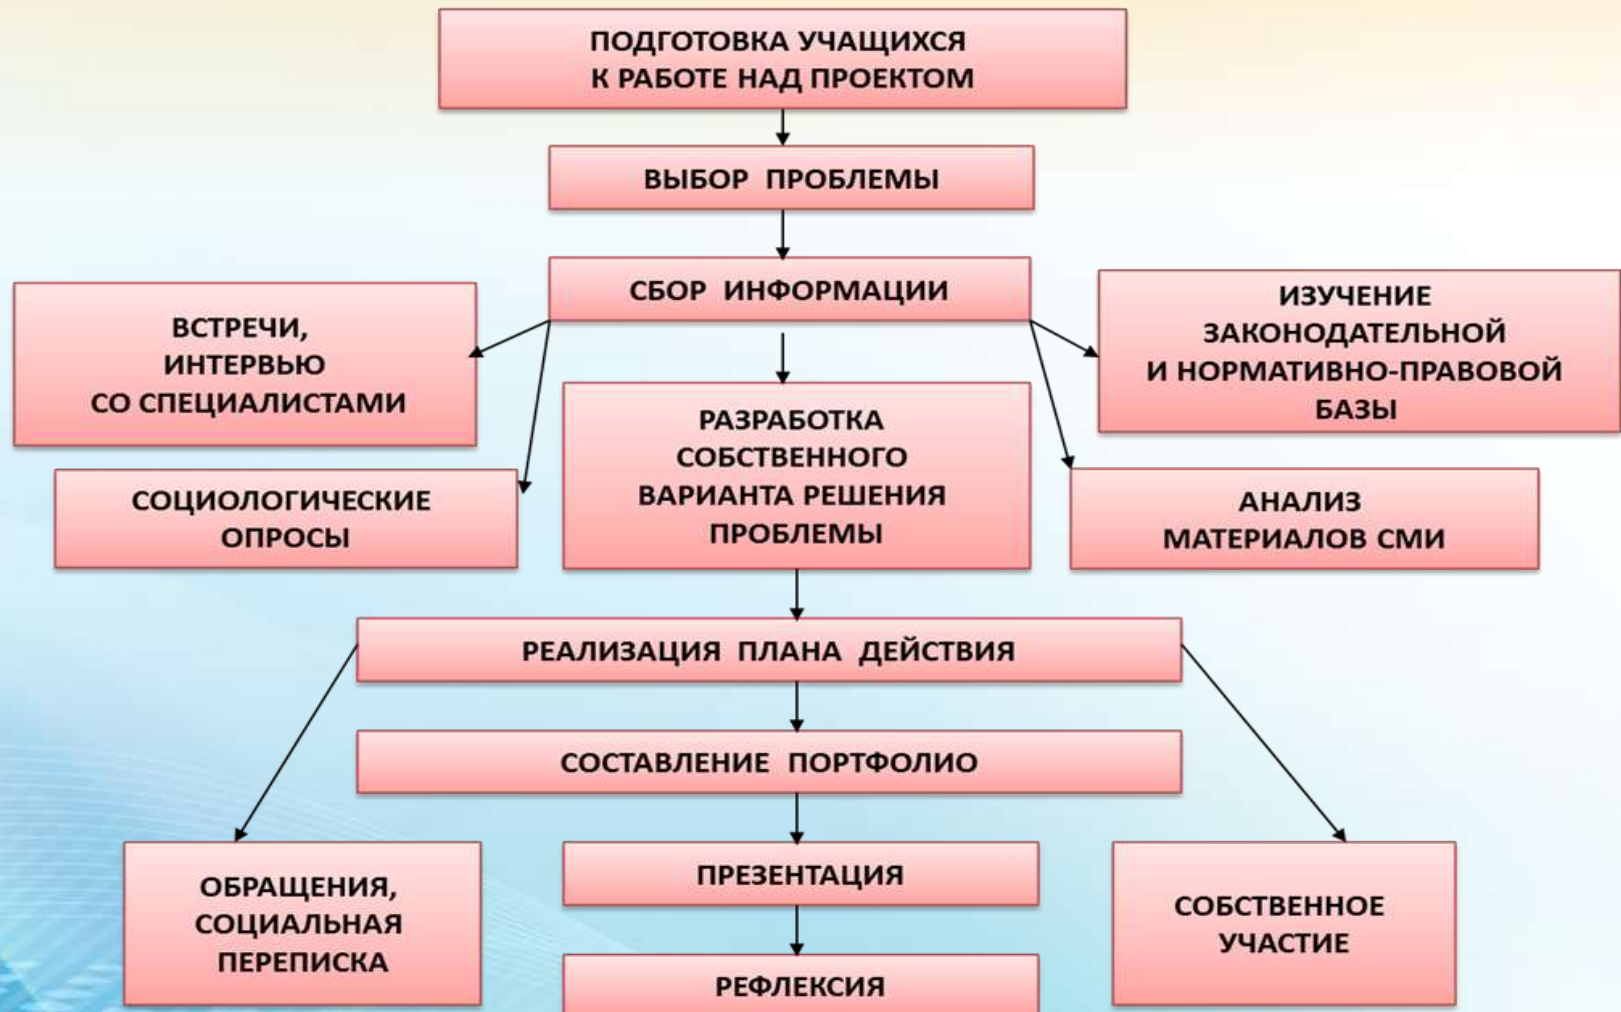 ПОДГОТОВКА УЧАЩИХСЯ
К РАБОТЕ НАД ПРОЕКТОМ
ВЫБОР ПРОБЛЕМЫ
СБОР ИНФОРМАЦИИ
ВСТРЕЧИ,
ИНТЕРВЬЮ
СО СПЕЦИАЛИСТАМИ
ИЗУЧЕНИЕ
ЗАКОНОДАТЕЛЬНОЙ
И НОРМАТИВНО-ПРАВОВОЙ
БАЗЫ
СОЦИОЛОГИЧЕСКИЕ
ОПРОСЫ
РАЗРАБОТКА
СОБСТВЕННОГО
ВАРИАНТА РЕШЕНИЯ
ПРОБЛЕМЫ
АНАЛИЗ
МАТЕРИАЛОВ СМИ
РЕАЛИЗАЦИЯ ПЛАНА ДЕЙСТВИЯ
СОСТАВЛЕНИЕ ПОРТФОЛИО
ОБРАЩЕНИЯ,
СОЦИАЛЬНАЯ
ПЕРЕПИСКА
ПРЕЗЕНТАЦИЯ
РЕФЛЕКСИЯ
СОБСТВЕННОЕ
УЧАСТИЕ